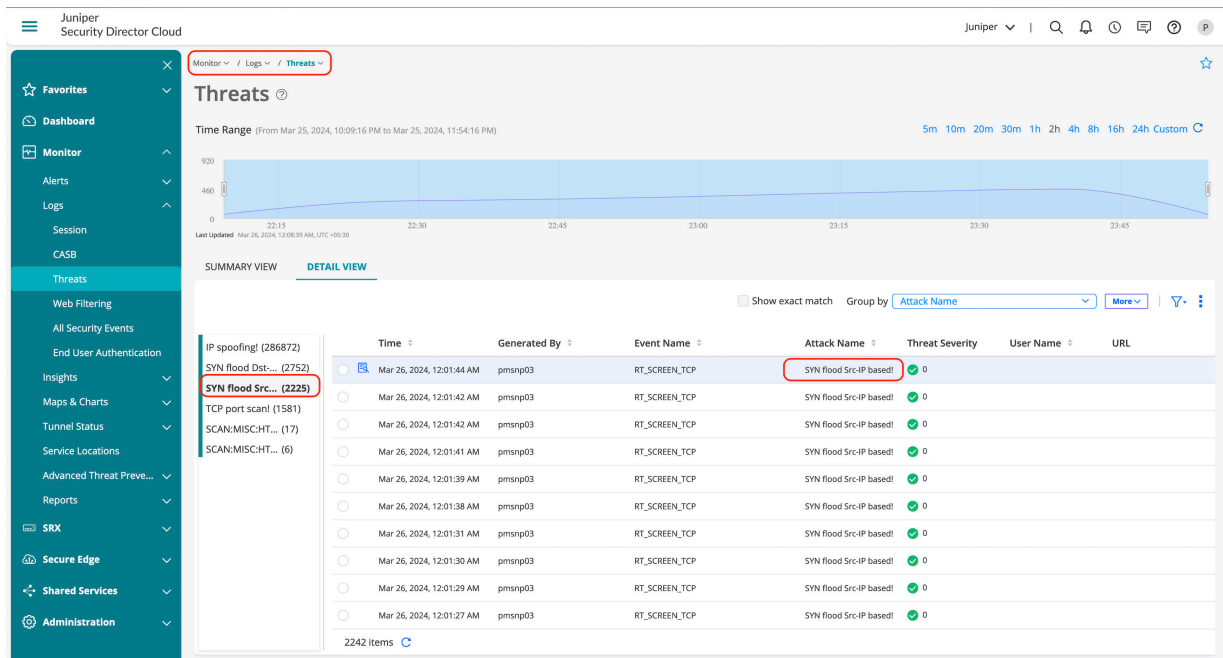 Juniper
Security Director Cloud
Juniper
P
Favorites
Dashboard
Monitor
Alerts
Logs
Session
CASB
Threats
Web Filtering
All Security Events
End User Authentication
Insights
Maps & Charts
Tunnel Status
Service Locations
Advanced Threat Preve...
Reports
SRX
Secure Edge
Shared Services
Administration
Monitor / Logs / Threats
Threats
Time Range (From Mar 25, 2024, 10:09:16 PM to Mar 25, 2024, 11:54:16 PM)
5m 10m 20m 30m 1h 2h 4h 8h 16h 24h Custom
920
460
0
22:15 22:30 22:45 23:00 23:15 23:30 23:45
Last Updated Mar 26, 2024, 12:08:39 AM, UTC +05:30
SUMMARY VIEW DETAIL VIEW
Show exact match Group by Attack Name More
IP spoofing! (286872)
SYN flood Dst-... (2752)
SYN flood Src... (2225)
TCP port scan! (1581)
SCAN:MISC:HT... (17)
SCAN:MISC:HT... (6)
Time Generated By Event Name Attack Name Threat Severity User Name URL
Mar 26, 2024, 12:01:44 AM pmsnp03 RT_SCREEN_TCP SYN flood Src-IP based! 0
Mar 26, 2024, 12:01:42 AM pmsnp03 RT_SCREEN_TCP SYN flood Src-IP based! 0
Mar 26, 2024, 12:01:42 AM pmsnp03 RT_SCREEN_TCP SYN flood Src-IP based! 0
Mar 26, 2024, 12:01:41 AM pmsnp03 RT_SCREEN_TCP SYN flood Src-IP based! 0
Mar 26, 2024, 12:01:39 AM pmsnp03 RT_SCREEN_TCP SYN flood Src-IP based! 0
Mar 26, 2024, 12:01:38 AM pmsnp03 RT_SCREEN_TCP SYN flood Src-IP based! 0
Mar 26, 2024, 12:01:31 AM pmsnp03 RT_SCREEN_TCP SYN flood Src-IP based! 0
Mar 26, 2024, 12:01:30 AM pmsnp03 RT_SCREEN_TCP SYN flood Src-IP based! 0
Mar 26, 2024, 12:01:29 AM pmsnp03 RT_SCREEN_TCP SYN flood Src-IP based! 0
Mar 26, 2024, 12:01:27 AM pmsnp03 RT_SCREEN_TCP SYN flood Src-IP based! 0
2242 items